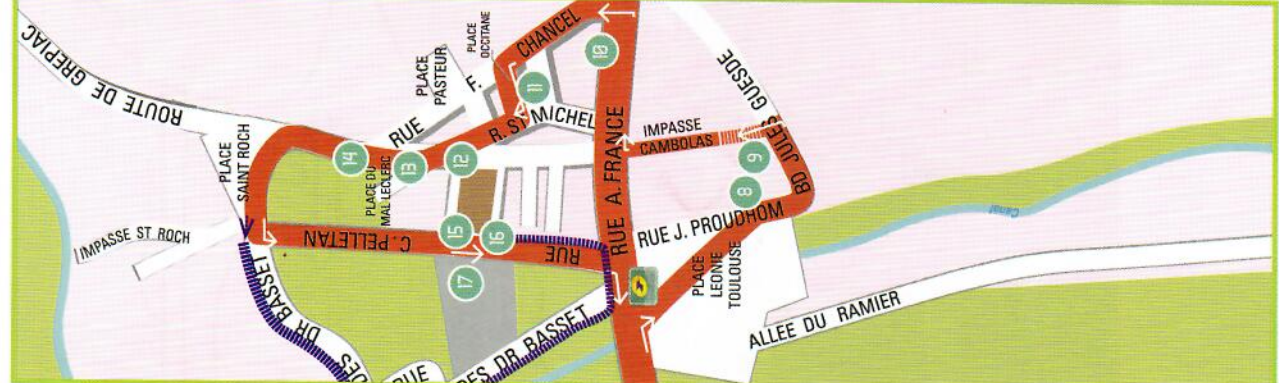 ROUTE DE GREPIAC
PLACE
SAINT ROCH
IMPASSE ST ROCH
PLACE
PASTEUR
PLACE
OCCITANE
RUE
F.
CHANCEL
R. ST MICHEL
PLACE DU
MAL LECLERC
C. PELLETAN
RUE
RUE A. FRANCE
IMPASSE
CAMBOLAS
BD JULES GUESDE
RUE J. PROUDHOM
PLACE
LEONIE
TOULOUSE
ALLEE DU RAMIER
Canal
DES
DR BASSET
RUE
DES DR BASSET
8
9
10
11
12
13
14
15
16
17